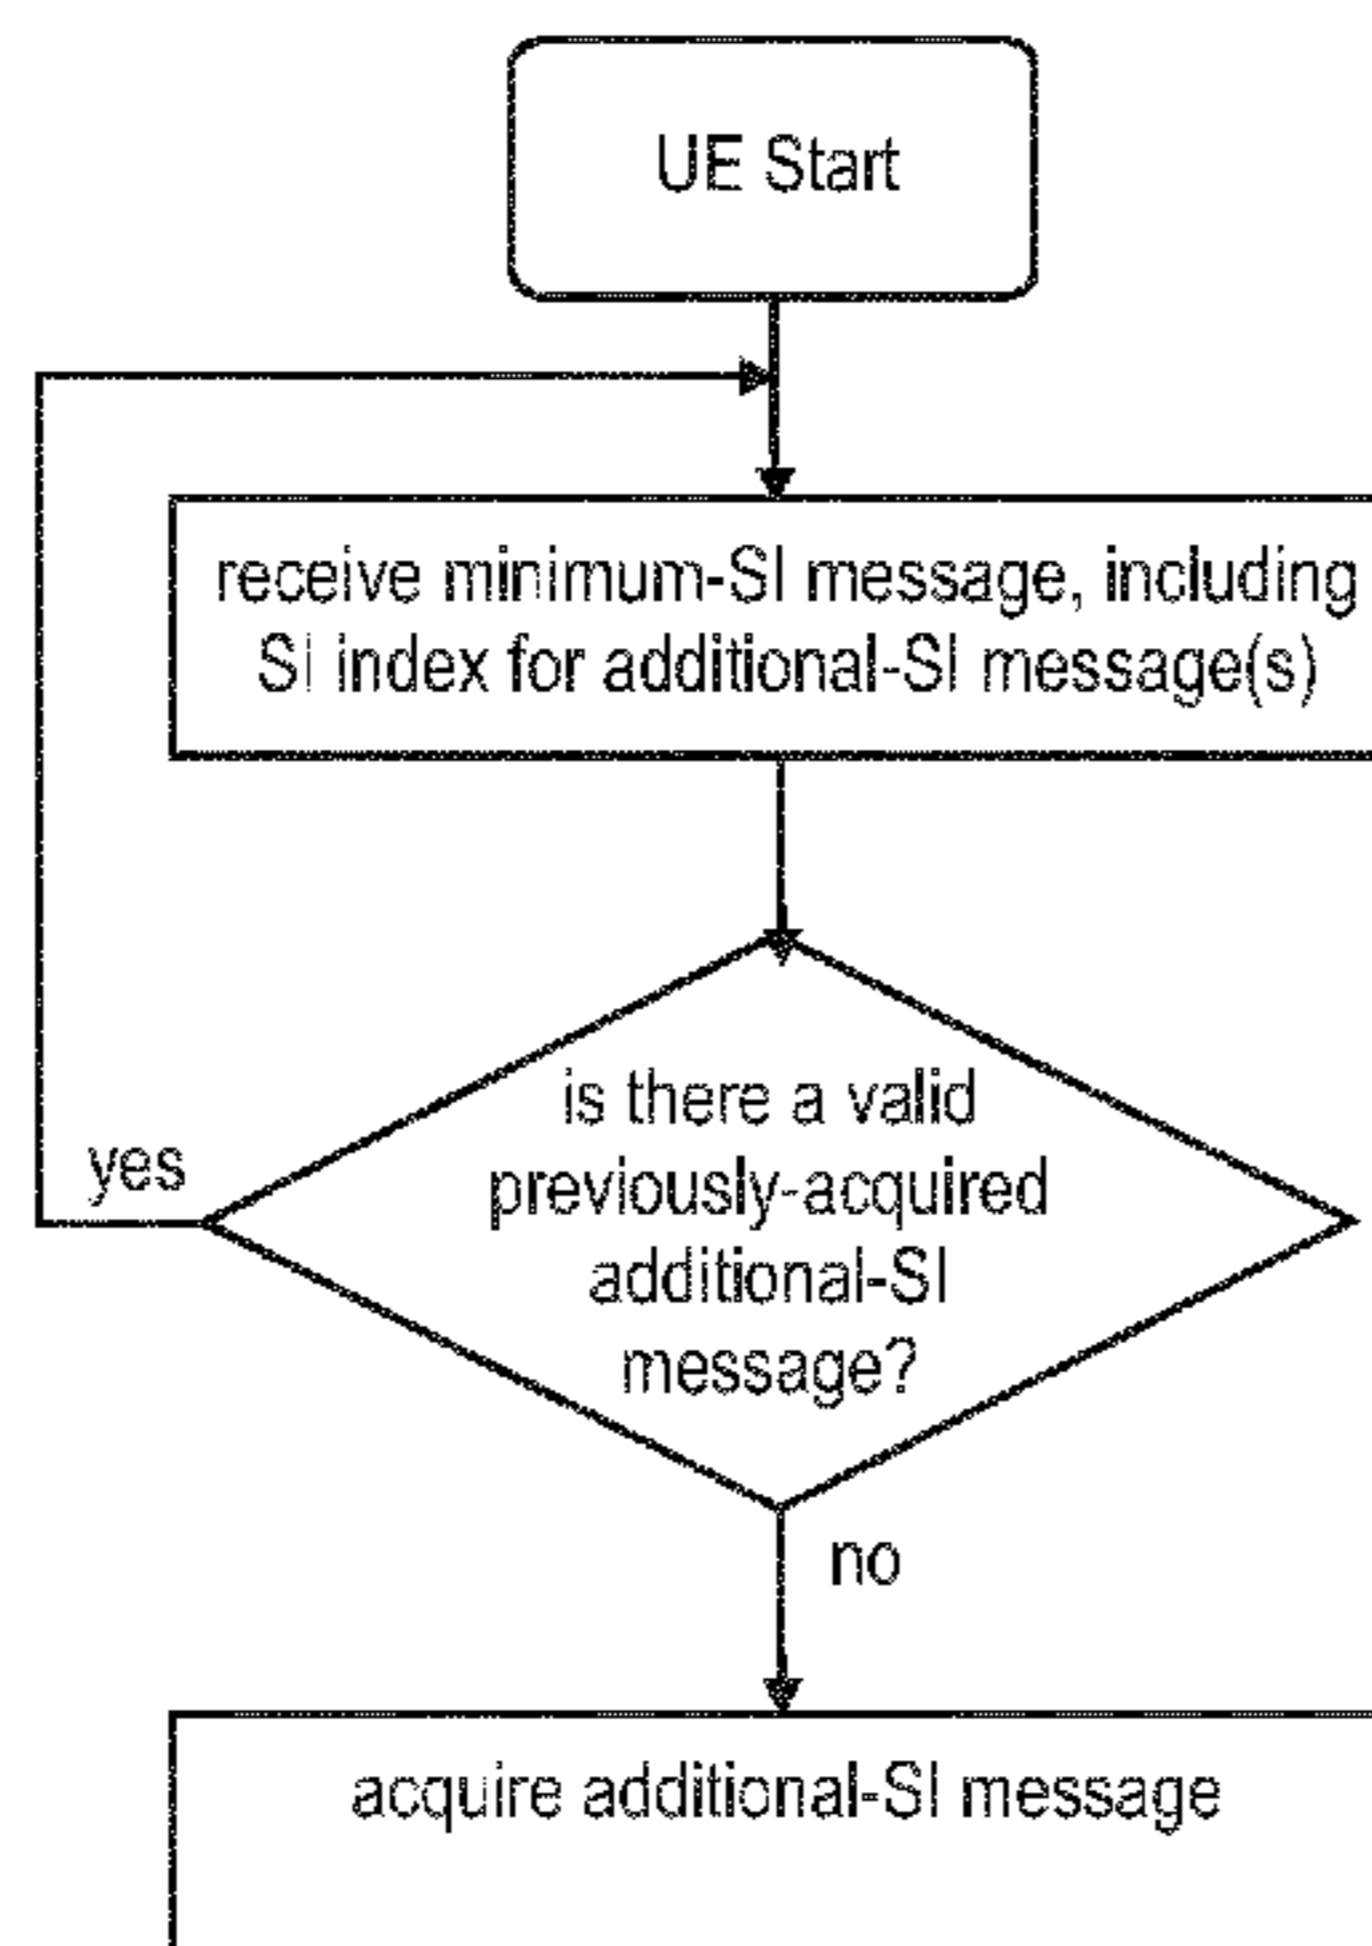 UE Start
receive minimum-SI message, including
SI index for additional-SI message(s)
is there a valid
yes
previously-acquired
additional-SI
message?
no
acquire additional-SI message